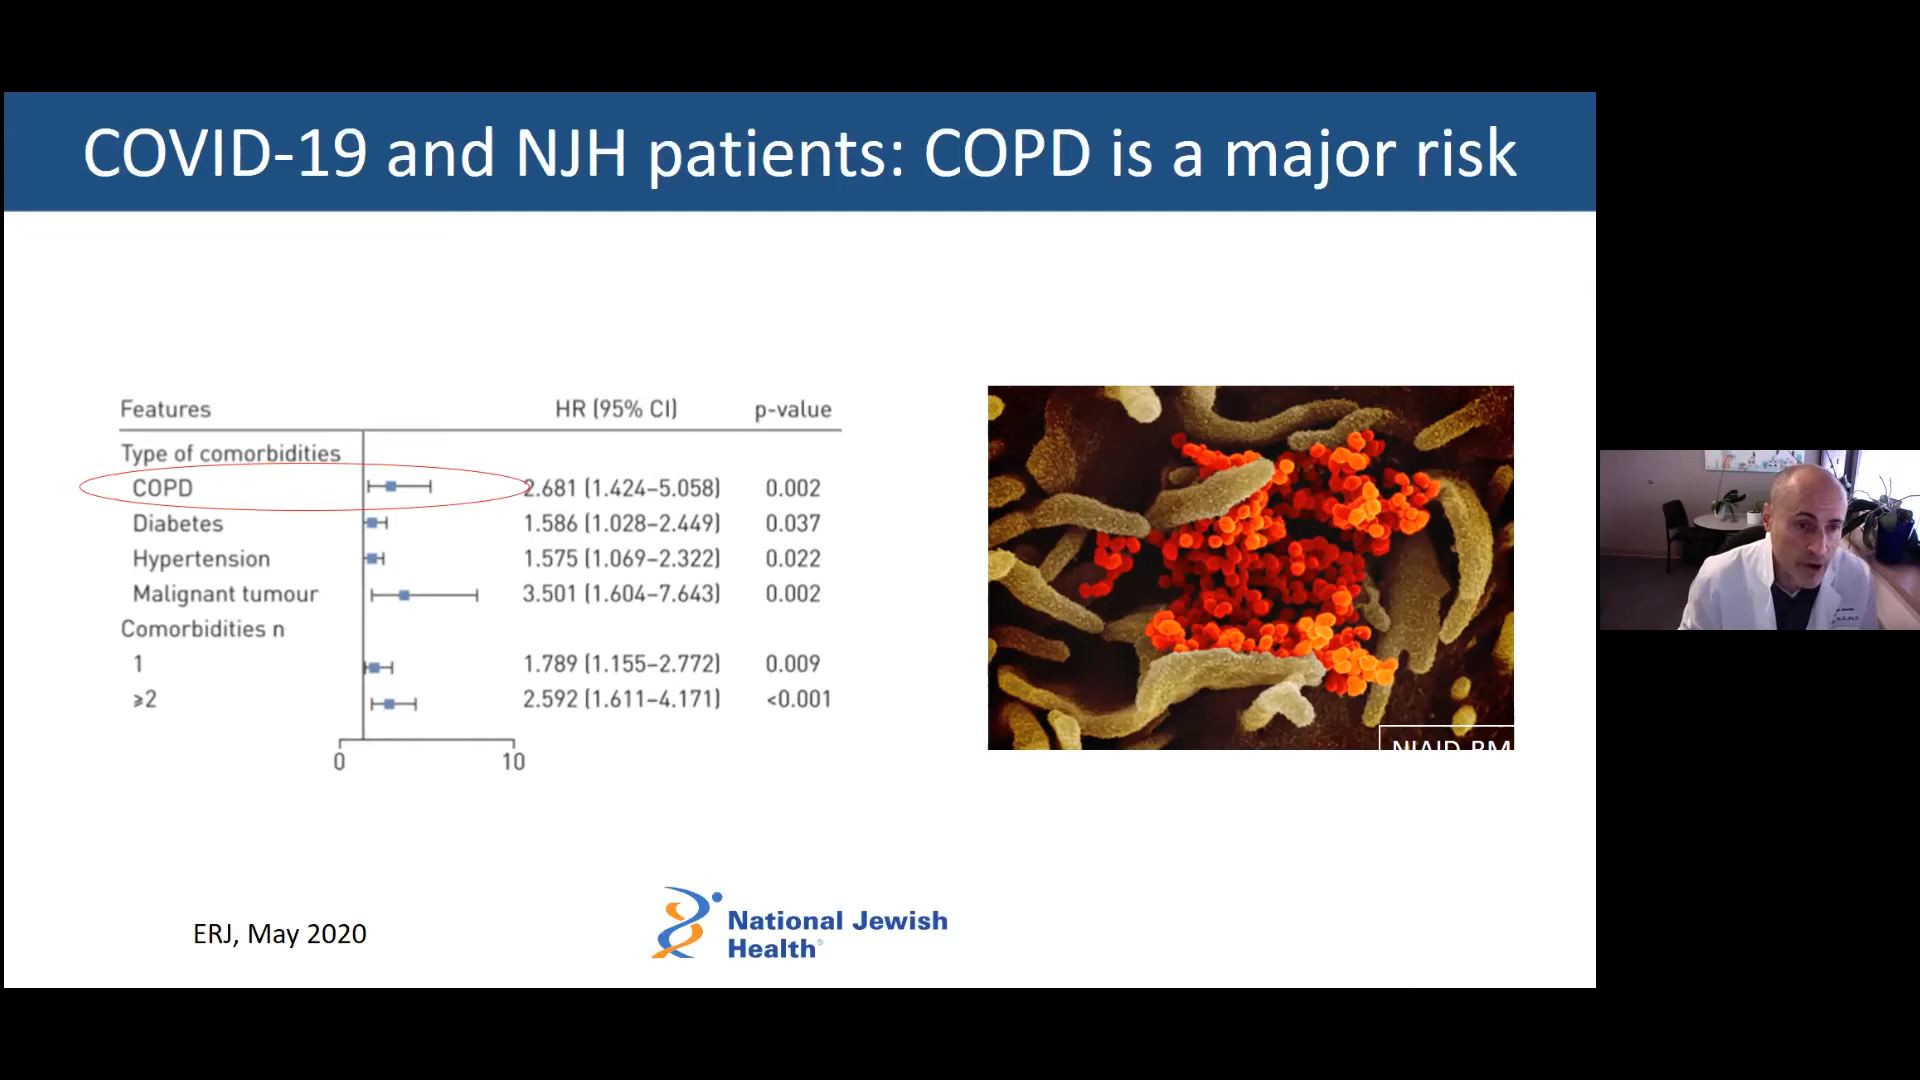 COVID-19 and NJH patients: COPD is a major risk
Features HR (95% CI) p-value
Type of comorbidities
COPD 2.681 (1.424–5.058) 0.002
Diabetes 1.586 (1.028–2.449) 0.037
Hypertension 1.575 (1.069–2.322) 0.022
Malignant tumour 3.501 (1.604–7.643) 0.002
Comorbidities n
1 1.789 (1.155–2.772) 0.009
≥2 2.592 (1.611–4.171) <0.001
0 10
NIAID-RM
ERJ, May 2020
National Jewish
Health®